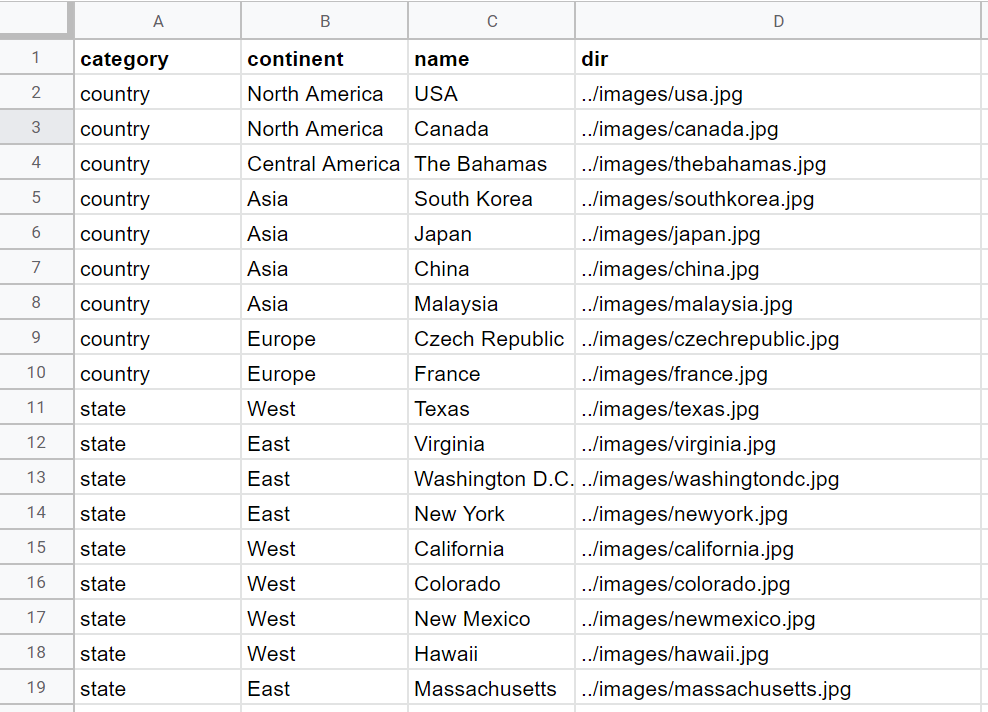 A B C D
1 category continent name dir
2 country North America USA ../images/usa.jpg
3 country North America Canada ../images/canada.jpg
4 country Central America The Bahamas ../images/thebahamas.jpg
5 country Asia South Korea ../images/southkorea.jpg
6 country Asia Japan ../images/japan.jpg
7 country Asia China ../images/china.jpg
8 country Asia Malaysia ../images/malaysia.jpg
9 country Europe Czech Republic ../images/czechrepublic.jpg
10 country Europe France ../images/france.jpg
11 state West Texas ../images/texas.jpg
12 state East Virginia ../images/virginia.jpg
13 state East Washington D.C. ../images/washingtondc.jpg
14 state East New York ../images/newyork.jpg
15 state West California ../images/california.jpg
16 state West Colorado ../images/colorado.jpg
17 state West New Mexico ../images/newmexico.jpg
18 state West Hawaii ../images/hawaii.jpg
19 state East Massachusetts ../images/massachusetts.jpg